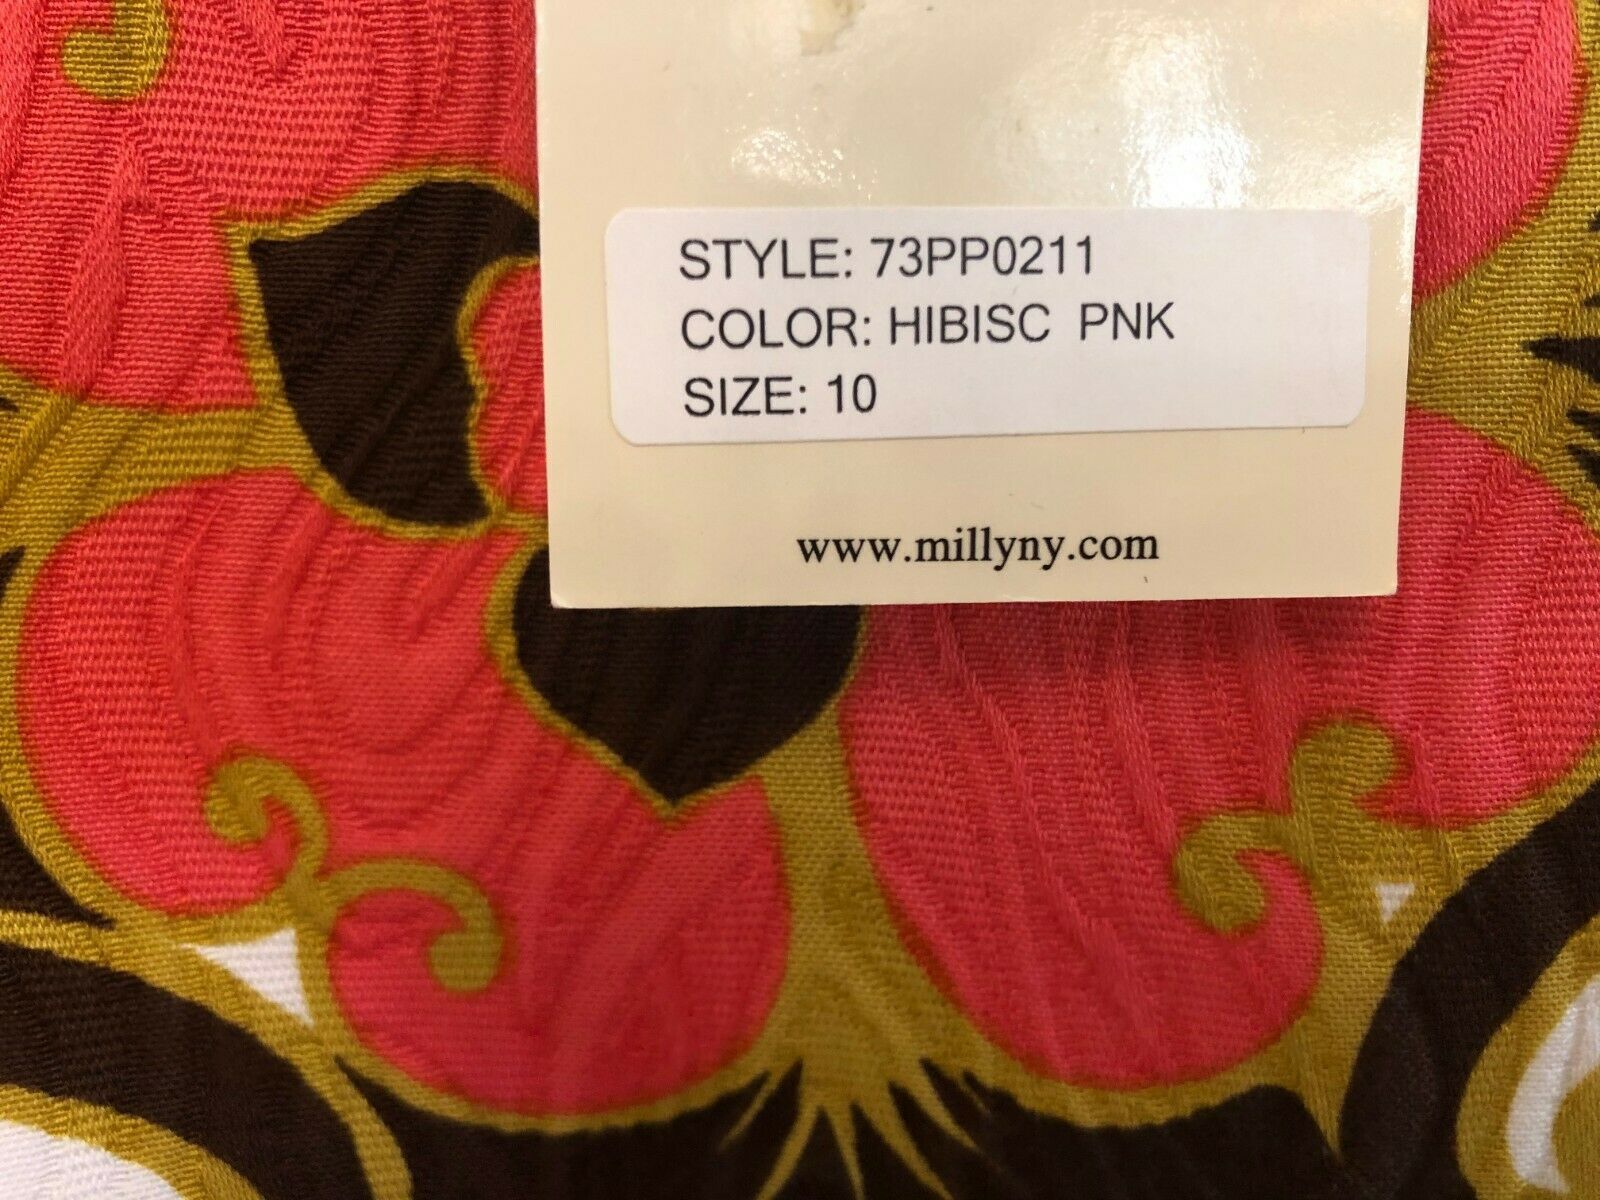 STYLE: 73PP0211
COLOR: HIBISC PNK
SIZE: 10
www.millyny.com